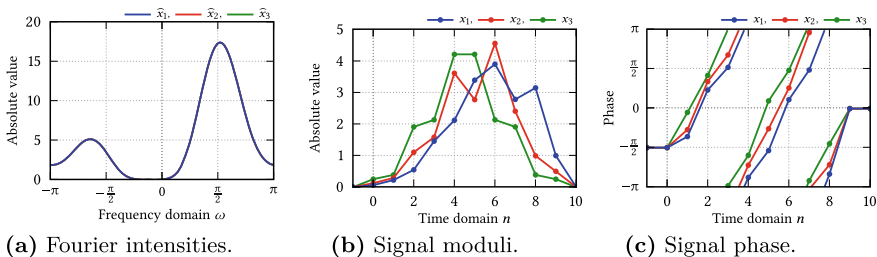 x̂₁, x̂₂, x̂₃
Absolute value
20
15
10
5
0
−π
−π/2
0
π/2
π
Frequency domain ω
(a) Fourier intensities.
x₁, x₂, x₃
Absolute value
5
4
3
2
1
0
0 2 4 6 8 10
Time domain n
(b) Signal moduli.
x₁, x₂, x₃
Phase
π
π/2
0
−π/2
−π
0 2 4 6 8 10
Time domain n
(c) Signal phase.